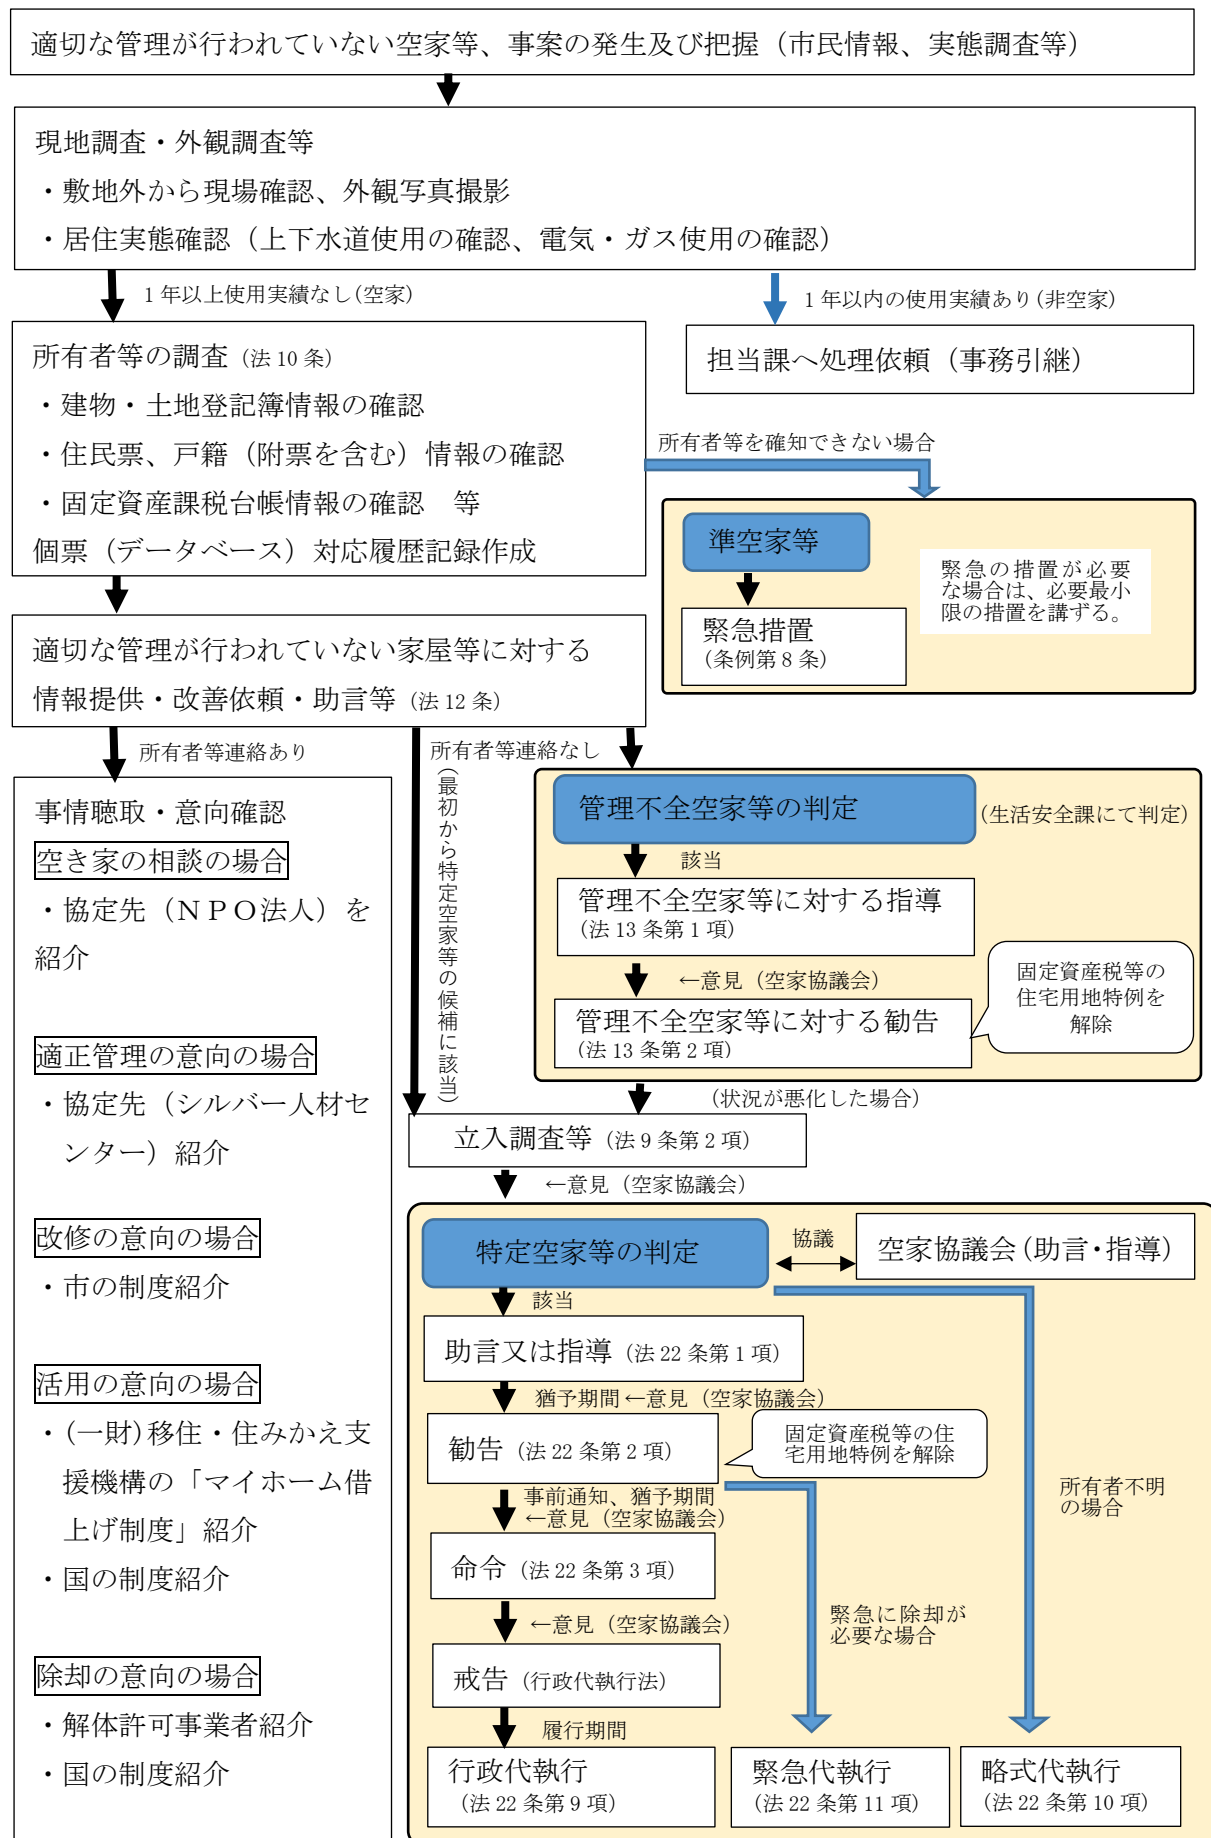 適切な管理が行われていない空家等、事案の発生及び把握（市民情報、実態調査等）
現地調査・外観調査等
・敷地外から現場確認、外観写真撮影
・居住実態確認（上下水道使用の確認、電気・ガス使用の確認）
1年以上使用実績なし(空家)
1年以内の使用実績あり(非空家)
所有者等の調査（法10条）
・建物・土地登記簿情報の確認
・住民票、戸籍（附票を含む）情報の確認
・固定資産課税台帳情報の確認　等
個票（データベース）対応履歴記録作成
担当課へ処理依頼（事務引継）
所有者等を確知できない場合
準空家等
緊急の措置が必要
な場合は、必要最小
限の措置を講ずる。
緊急措置
（条例第8条）
適切な管理が行われていない家屋等に対する
情報提供・改善依頼・助言等（法12条）
所有者等連絡あり
所有者等連絡なし
（最初から特定空家等の候補に該当）
事情聴取・意向確認
空き家の相談の場合
・協定先（ＮＰＯ法人）を
紹介
適正管理の意向の場合
・協定先（シルバー人材セ
ンター）紹介
改修の意向の場合
・市の制度紹介
活用の意向の場合
・(一財)移住・住みかえ支
援機構の「マイホーム借
上げ制度」紹介
・国の制度紹介
除却の意向の場合
・解体許可事業者紹介
・国の制度紹介
管理不全空家等の判定
(生活安全課にて判定)
該当
管理不全空家等に対する指導
（法13条第1項）
←意見（空家協議会）
管理不全空家等に対する勧告
（法13条第2項）
固定資産税等の
住宅用地特例を
解除
（状況が悪化した場合）
立入調査等（法9条第2項）
←意見（空家協議会）
特定空家等の判定
協議
空家協議会(助言・指導)
該当
助言又は指導（法22条第1項）
猶予期間←意見（空家協議会）
勧告（法22条第2項）
固定資産税等の住
宅用地特例を解除
事前通知、猶予期間
←意見（空家協議会）
命令（法22条第3項）
←意見（空家協議会）
戒告（行政代執行法）
履行期間
行政代執行
（法22条第9項）
緊急に除却が
必要な場合
緊急代執行
（法22条第11項）
所有者不明
の場合
略式代執行
（法22条第10項）